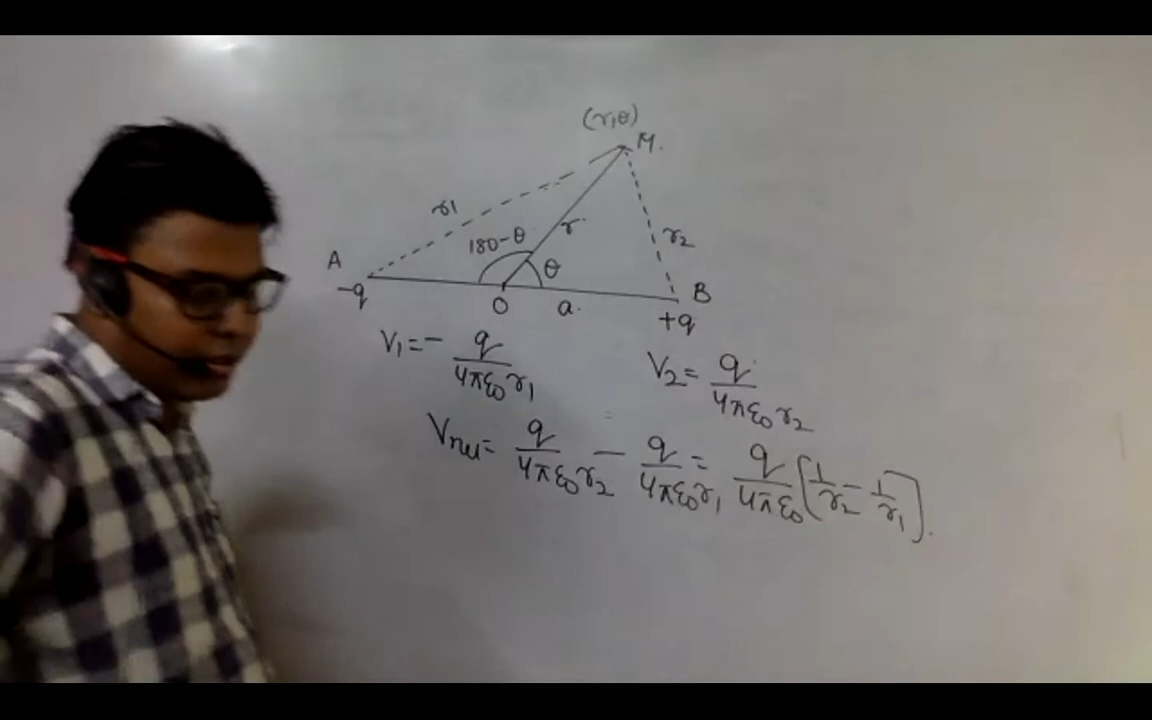 (r,θ)
M.
r1
180-θ
r
r2
θ
A
B
-q
O
a.
+q
V1 = - q/4πε0r1
V2 = q/4πε0r2
Vnet = q/4πε0r2 - q/4πε0r1 = q/4πε0 [1/r2 - 1/r1].